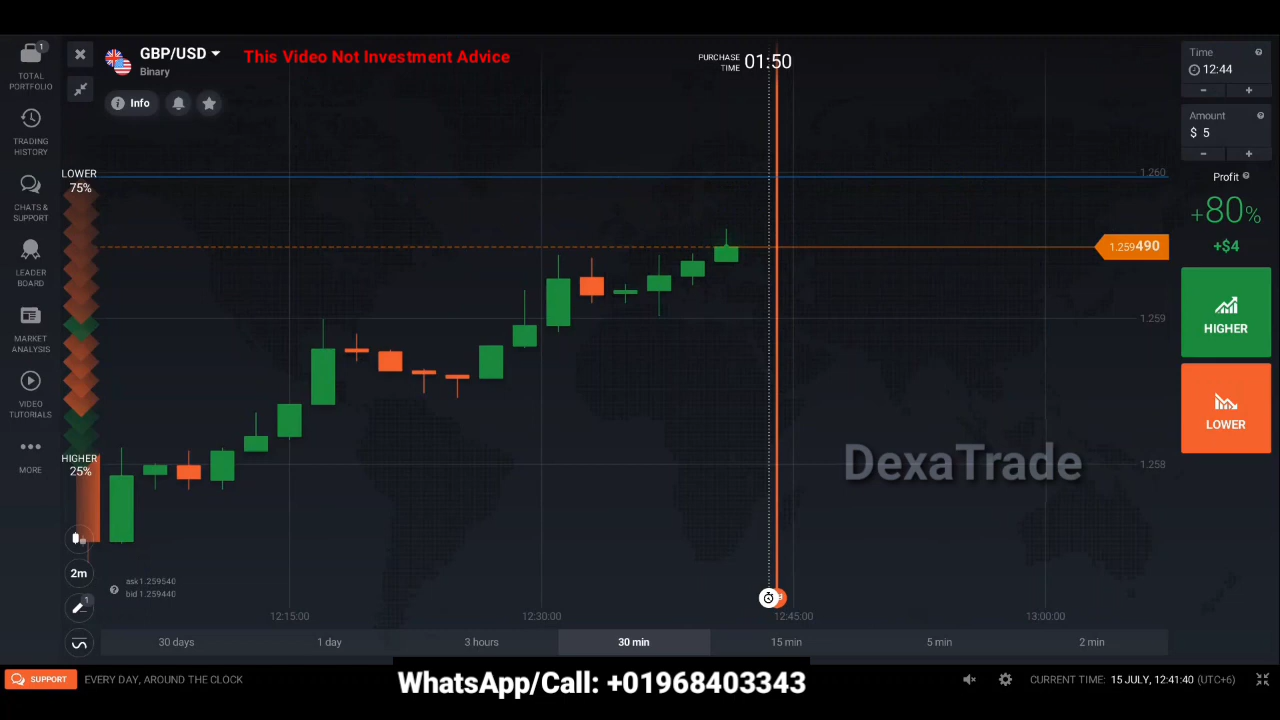 1
TOTAL
PORTFOLIO
TRADING
HISTORY
CHATS &
SUPPORT
LEADER
BOARD
MARKET
ANALYSIS
VIDEO
TUTORIALS
MORE
GBP/USD
Binary
This Video Not Investment Advice
Info
PURCHASE
TIME 01:50
LOWER
75%
HIGHER
25%
2m
1
ask 1.259540
bid 1.259440
1.260
1.259490
1.259
1.258
DexaTrade
12:15:00
12:30:00
12:45:00
13:00:00
30 days
1 day
3 hours
30 min
15 min
5 min
2 min
Time
12:44
- +
Amount
$ 5
- +
Profit
+80%
+$4
HIGHER
LOWER
SUPPORT
EVERY DAY, AROUND THE CLOCK
WhatsApp/Call: +01968403343
CURRENT TIME: 15 JULY, 12:41:40 (UTC+6)